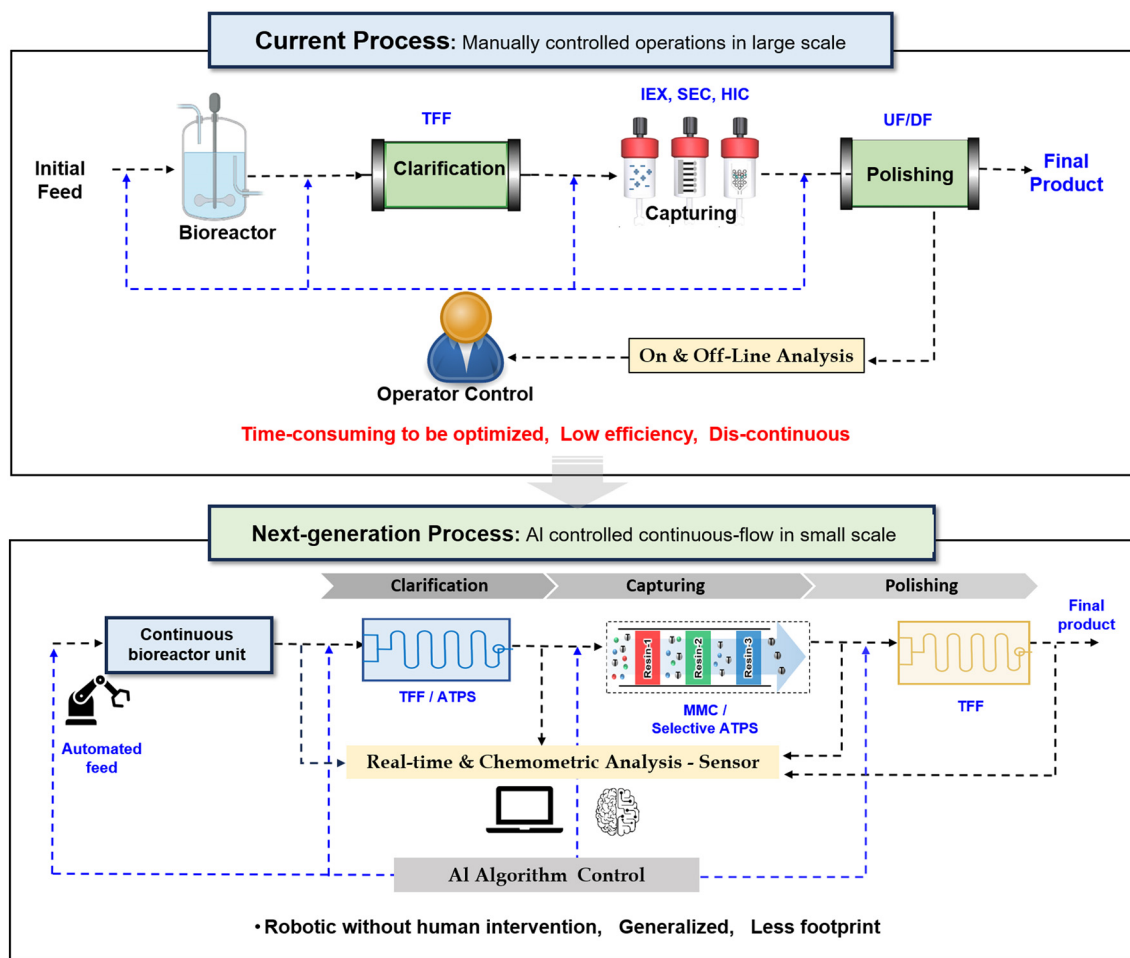 Current Process: Manually controlled operations in large scale
IEX, SEC, HIC
TFF
UF/DF
Initial
Feed
Clarification
Polishing
Final
Product
Capturing
Bioreactor
On & Off-Line Analysis
Operator Control
Time-consuming to be optimized, Low efficiency, Dis-continuous
Next-generation Process: AI controlled continuous-flow in small scale
Clarification
Capturing
Polishing
Final
product
Continuous
bioreactor unit
Resin-1
Resin-2
Resin-3
TFF / ATPS
MMC /
Selective ATPS
TFF
Automated
feed
Real-time & Chemometric Analysis - Sensor
AI Algorithm Control
• Robotic without human intervention, Generalized, Less footprint